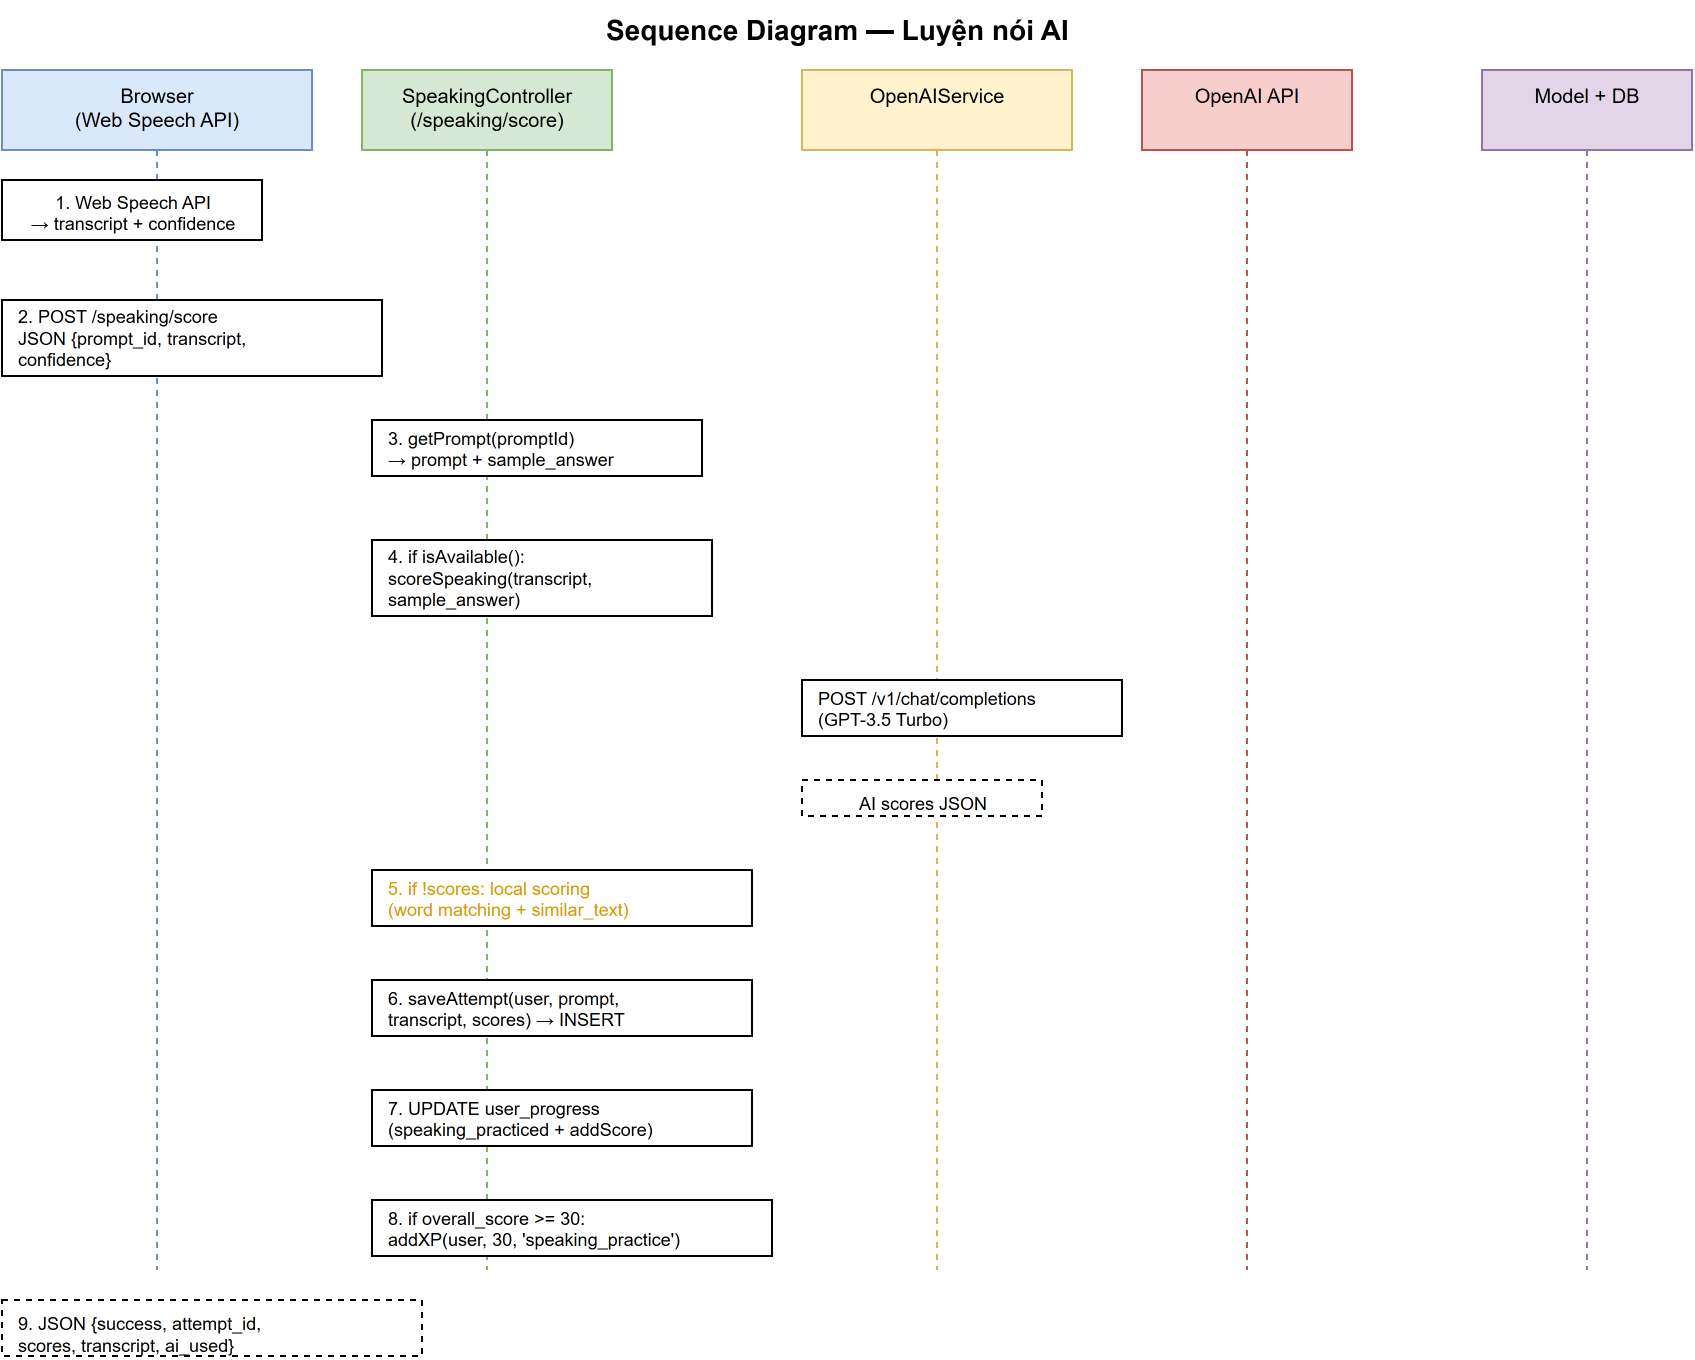 Sequence Diagram — Luyện nói AI
Browser
(Web Speech API)
SpeakingController
(/speaking/score)
OpenAIService
OpenAI API
Model + DB
1. Web Speech API
→ transcript + confidence
2. POST /speaking/score
JSON {prompt_id, transcript,
confidence}
3. getPrompt(promptId)
→ prompt + sample_answer
4. if isAvailable():
scoreSpeaking(transcript,
sample_answer)
POST /v1/chat/completions
(GPT-3.5 Turbo)
AI scores JSON
5. if !scores: local scoring
(word matching + similar_text)
6. saveAttempt(user, prompt,
transcript, scores) → INSERT
7. UPDATE user_progress
(speaking_practiced + addScore)
8. if overall_score >= 30:
addXP(user, 30, 'speaking_practice')
9. JSON {success, attempt_id,
scores, transcript, ai_used}